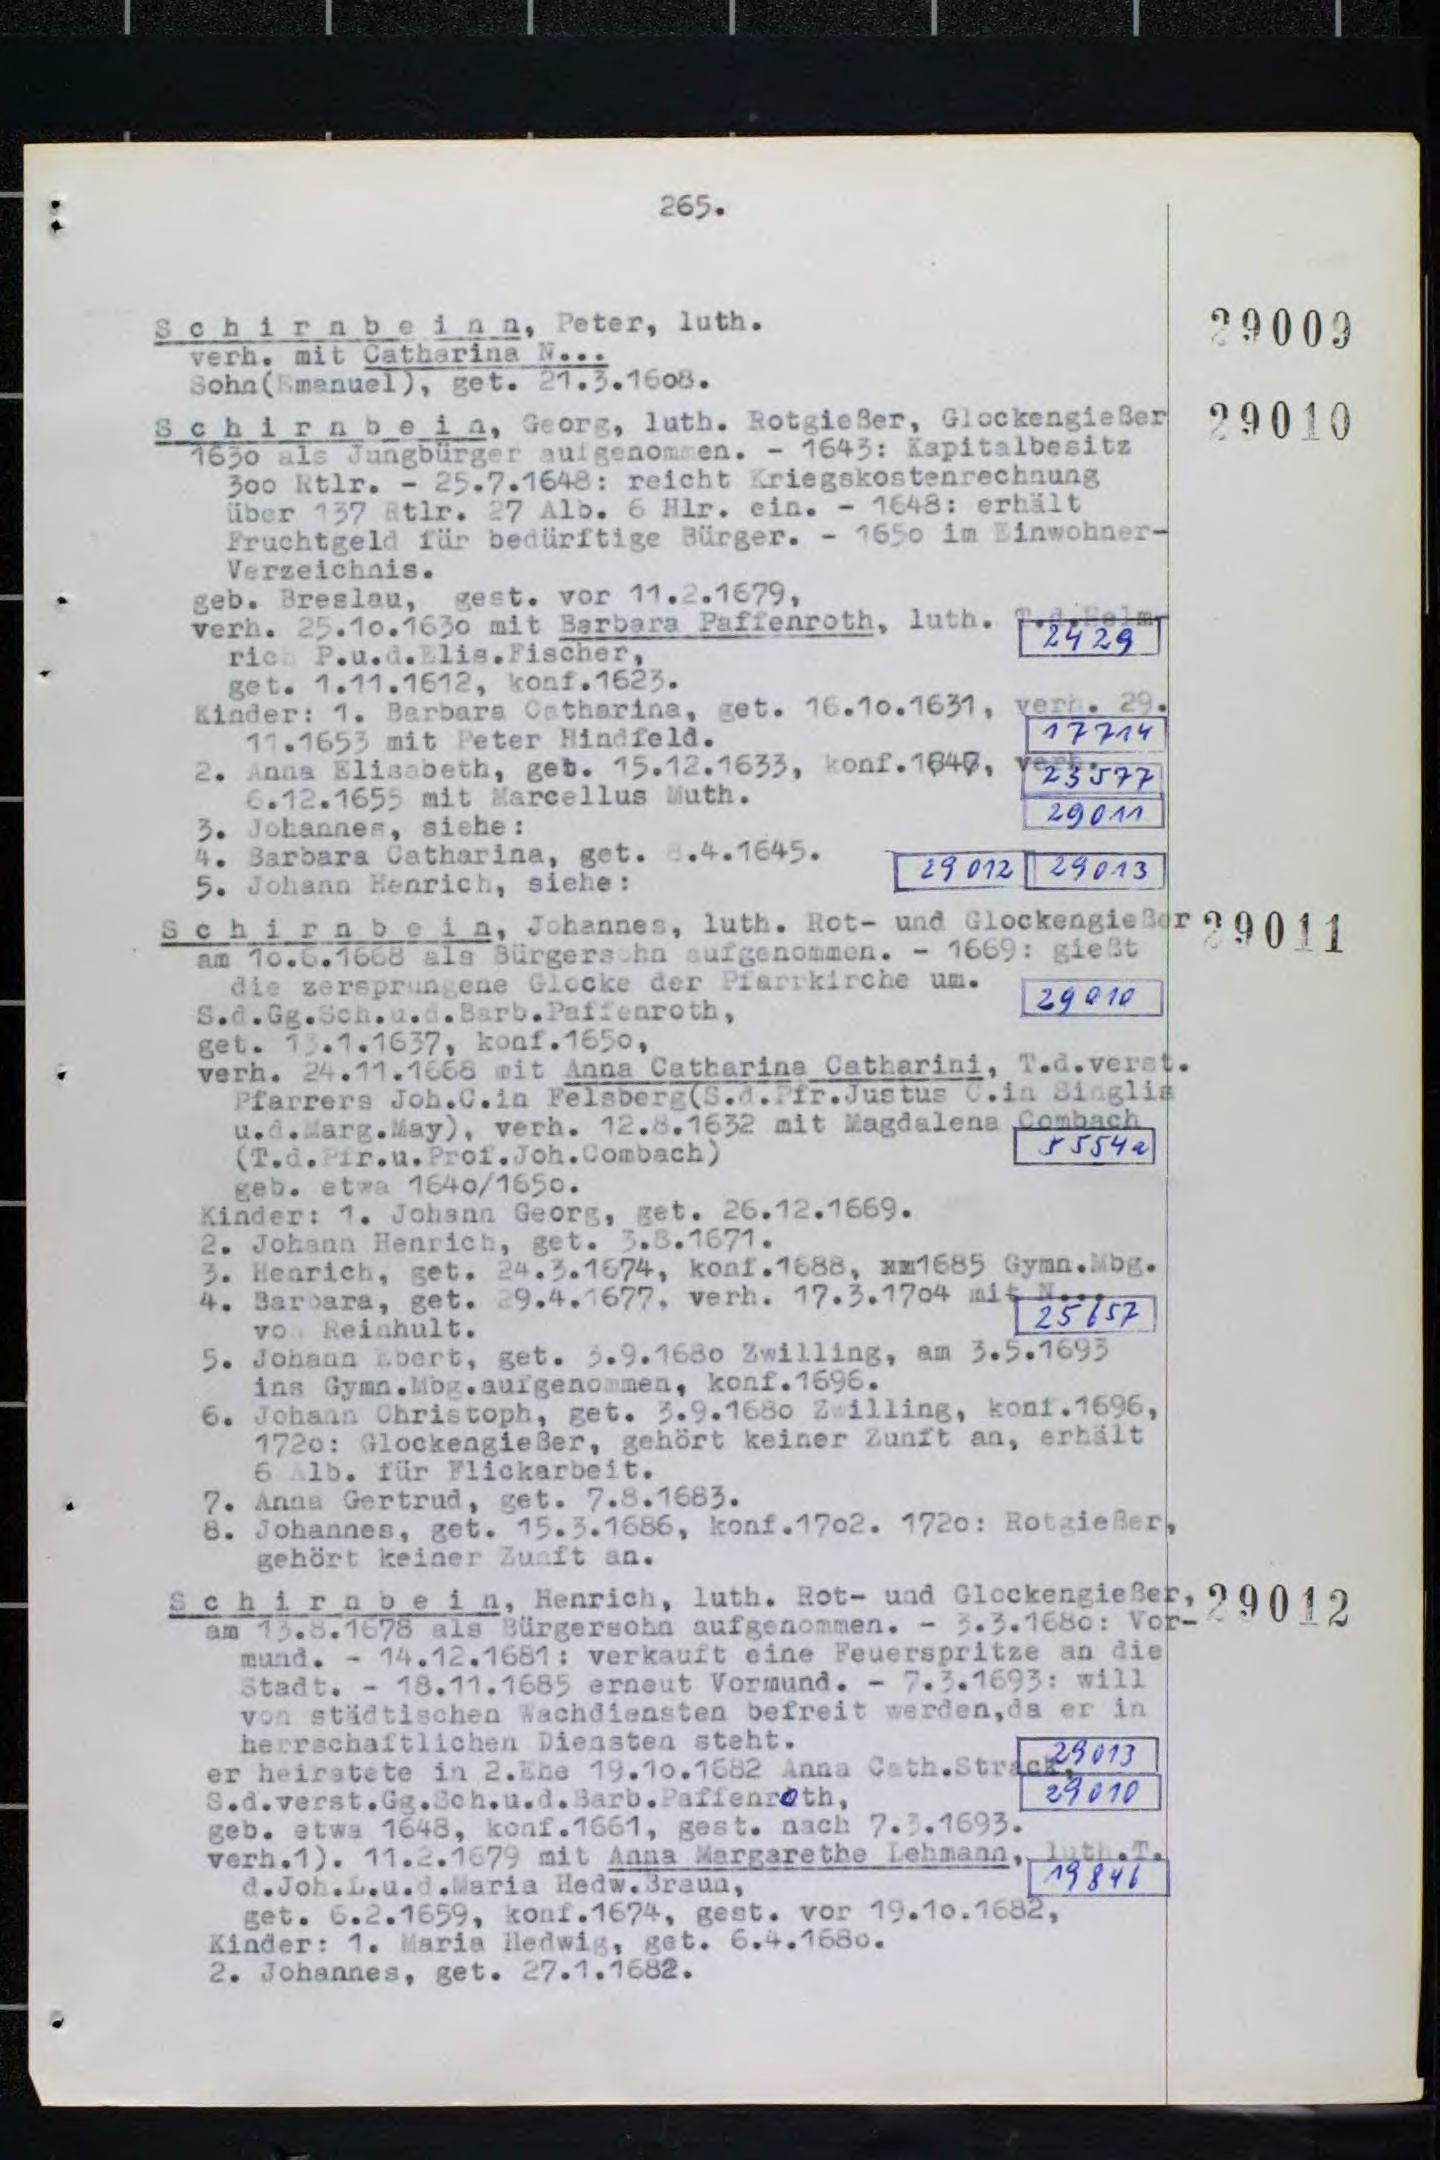 265.
Schirnbeinn, Peter, luth. 29009
verh. mit Catharina N...
Sohn(Emanuel), get. 21.3.1608.
Schirnbein, Georg, luth. Rotgießer, Glockengießer 29010
1630 als Jungbürger aufgenommen. - 1643: Kapitalbesitz
300 Rtlr. - 25.7.1648: reicht Kriegskostenrechnung
über 137 Rtlr. 27 Alb. 6 Hlr. ein. - 1648: erhält
Fruchtgeld für bedürftige Bürger. - 1650 im Einwohner-
Verzeichnis.
geb. Breslau, gest. vor 11.2.1679,
verh. 25.10.1630 mit Barbara Paffenroth, luth. T.d.Helm-
rich P.u.d.Elis.Fischer, 2429
get. 1.11.1612, konf.1623.
Kinder: 1. Barbara Catharina, get. 16.10.1631, verh. 29.
11.1653 mit Peter Hindfeld. 17714
2. Anna Elisabeth, geb. 15.12.1633, konf.1647, verh. 23577
6.12.1655 mit Marcellus Muth.
3. Johannes, siehe: 29011
4. Barbara Catharina, get. 8.4.1645.
5. Johann Henrich, siehe: 29012 29013
Schirnbein, Johannes, luth. Rot- und Glockengießer 29011
am 10.6.1668 als Bürgersohn aufgenommen. - 1669: gießt
die zersprungene Glocke der Pfarrkirche um.
S.d.Gg.Sch.u.d.Barb.Paffenroth, 29010
get. 13.1.1637, konf.1650,
verh. 24.11.1668 mit Anna Catharina Catharini, T.d.verst.
Pfarrers Joh.C.in Felsberg(S.d.Pfr.Justus C.in Singlis
u.d.Marg.May), verh. 12.8.1632 mit Magdalena Combach
(T.d.Pfr.u.Prof.Joh.Combach) 5554a
geb. etwa 1640/1650.
Kinder: 1. Johann Georg, get. 26.12.1669.
2. Johann Henrich, get. 3.8.1671.
3. Henrich, get. 24.3.1674, konf.1688, 1685 Gymn.Mbg.
4. Barbara, get. 29.4.1677, verh. 17.3.1704 mit N...
von Reinhult. 25657
5. Johann Ebert, get. 3.9.1680 Zwilling, am 3.5.1693
ins Gymn.Mbg.aufgenommen, konf.1696.
6. Johann Christoph, get. 3.9.1680 Zwilling, konf.1696,
1720: Glockengießer, gehört keiner Zunft an, erhält
6 Alb. für Flickarbeit.
7. Anna Gertrud, get. 7.8.1683.
8. Johannes, get. 15.3.1686, konf.1702. 1720: Rotgießer,
gehört keiner Zunft an.
Schirnbein, Henrich, luth. Rot- und Glockengießer, 29012
am 13.8.1678 als Bürgersohn aufgenommen. - 3.3.1680: Vor-
mund. - 14.12.1681: verkauft eine Feuerspritze an die
Stadt. - 18.11.1685 erneut Vormund. - 7.3.1693: will
von städtischen Wachdiensten befreit werden,da er in
herrschaftlichen Diensten steht.
er heiratete in 2.Ehe 19.10.1682 Anna Cath.Strack, 29013
S.d.verst.Gg.Sch.u.d.Barb.Paffenroth, 29010
geb. etwa 1648, konf.1661, gest. nach 7.3.1693.
verh.1). 11.2.1679 mit Anna Margarethe Lehmann, luth.T.
d.Joh.L.u.d.Maria Hedw.Braun, 19846
get. 6.2.1659, konf.1674, gest. vor 19.10.1682,
Kinder: 1. Maria Hedwig, get. 6.4.1680.
2. Johannes, get. 27.1.1682.